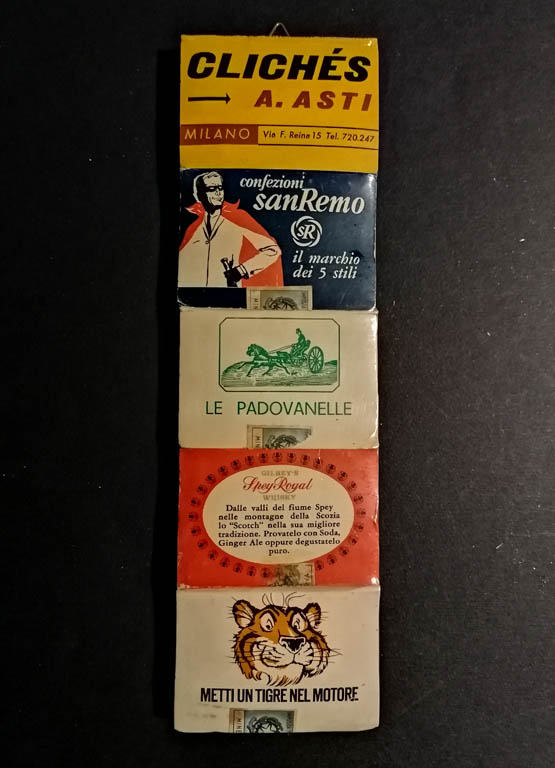 CLICHÉS
A. ASTI
MILANO Via F. Reina 15 Tel. 720.247
confezioni
sanRemo
SR
il marchio
dei 5 stili
LE PADOVANELLE
GILBEY'S
Spey Royal
WHISKY
Dalle valli del fiume Spey
nelle montagne della Scozia
lo "Scotch" nella sua migliore
tradizione. Provatelo con Soda,
Ginger Ale oppure degustatelo
puro.
METTI UN TIGRE NEL MOTORE